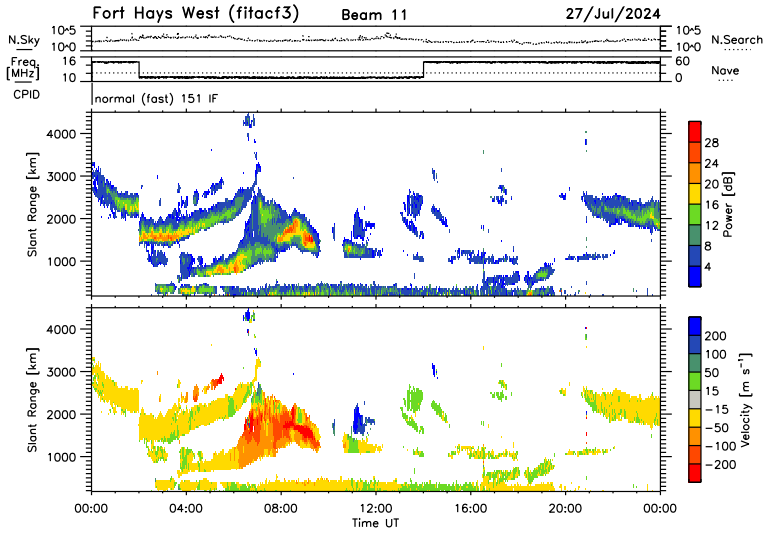 Fort Hays West (fitacf3) Beam 11 27/Jul/2024
N.Sky 10^5 10^0 10^5 10^0 N.Search
Freq. [MHz] 16 10 60 0 Nave
CPID normal (fast) 151 IF
Slant Range [km] 4000 3000 2000 1000
Power [dB] 28 24 20 16 12 8 4
Slant Range [km] 4000 3000 2000 1000
Velocity [m s^-1] 200 100 50 15 -15 -50 -100 -200
00:00 04:00 08:00 12:00 16:00 20:00 00:00
Time UT